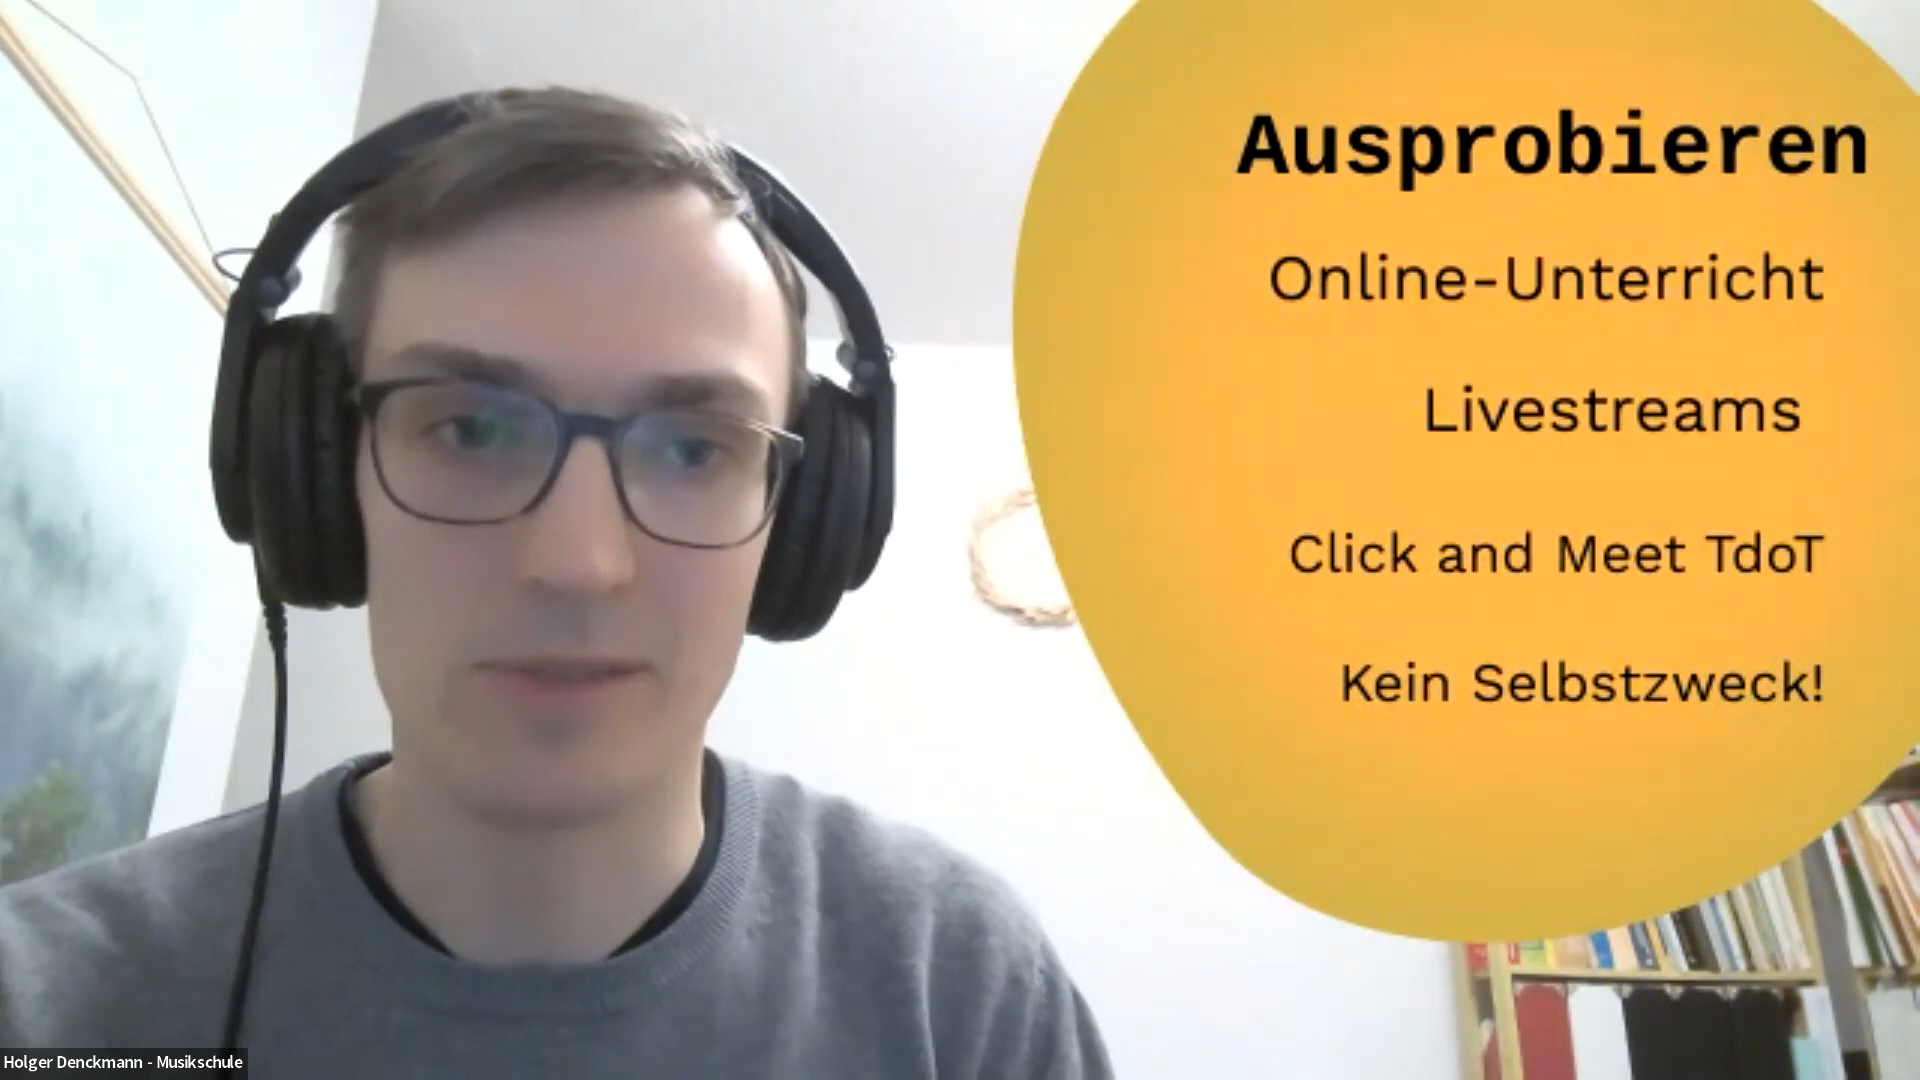 Ausprobieren
Online-Unterricht
Livestreams
Click and Meet TdoT
Kein Selbstzweck!
Holger Denckmann - Musikschule